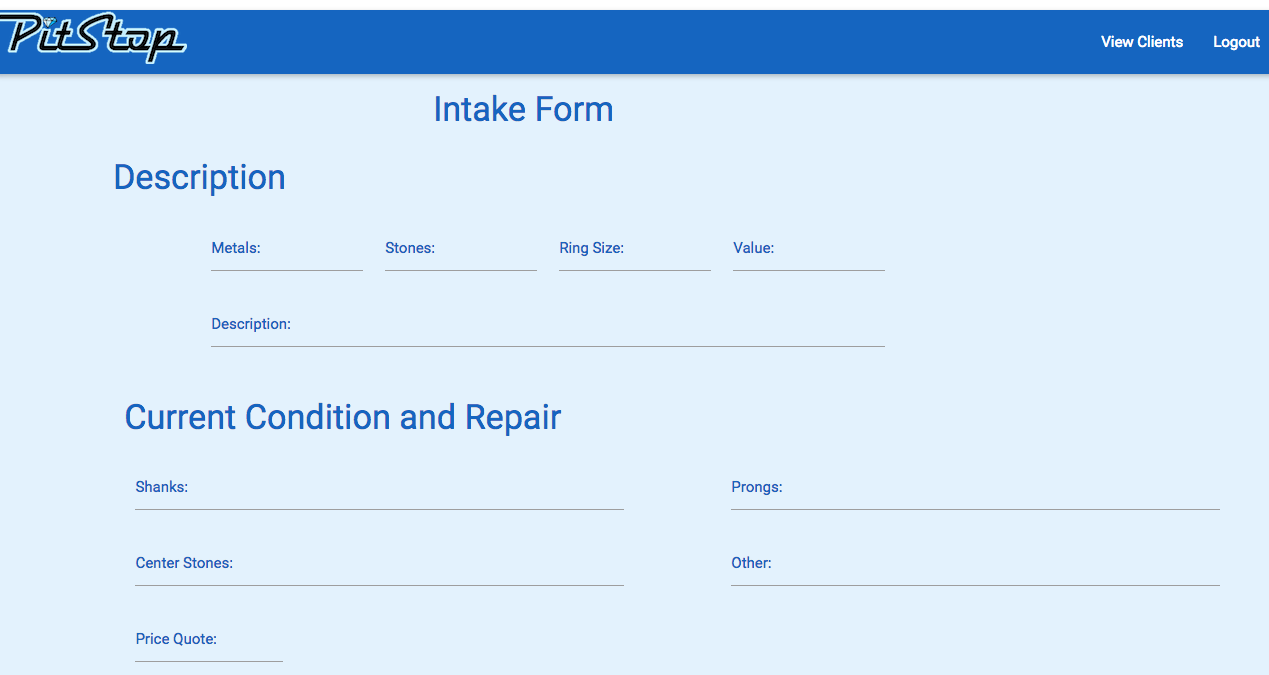 PitStop
View Clients Logout
Intake Form
Description
Metals: Stones: Ring Size: Value:
Description:
Current Condition and Repair
Shanks: Prongs:
Center Stones: Other:
Price Quote: